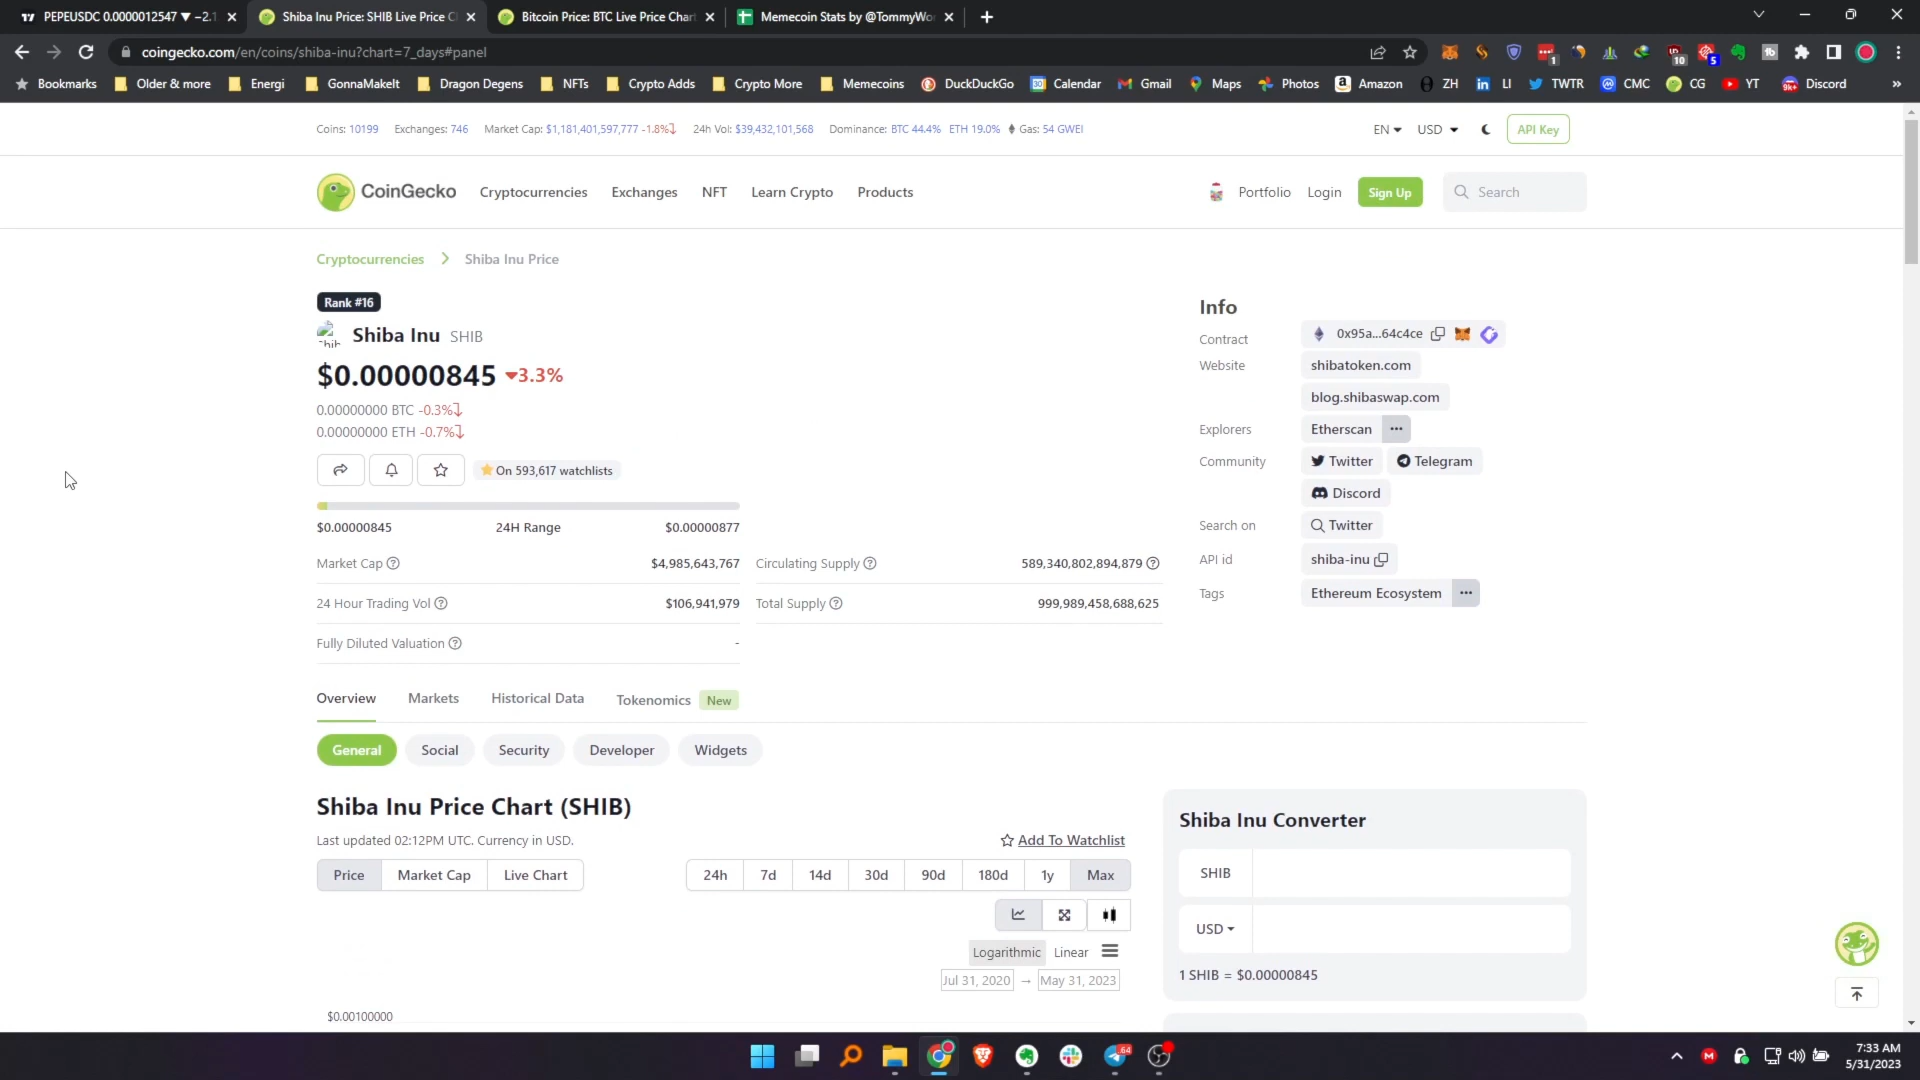 PEPEUSDC 0.0000012547 ▼ −2.1
Shiba Inu Price: SHIB Live Price C
Bitcoin Price: BTC Live Price Char
Memecoin Stats by @TommyWo
coingecko.com/en/coins/shiba-inu?chart=7_days#panel
1
10
5
Bookmarks Older & more Energi GonnaMakeIt Dragon Degens NFTs Crypto Adds Crypto More Memecoins DuckDuckGo Calendar Gmail Maps Photos Amazon ZH LI TWTR CMC CG YT Discord »
Coins: 10199 Exchanges: 746 Market Cap: $1,181,401,597,777 -1.8% 24h Vol: $39,432,101,568 Dominance: BTC 44.4% ETH 19.0% Gas: 54 GWEI
EN USD API Key
CoinGecko Cryptocurrencies Exchanges NFT Learn Crypto Products Portfolio Login Sign Up Search
Cryptocurrencies > Shiba Inu Price
Rank #16
Shiba Inu SHIB
$0.00000845 3.3%
0.00000000 BTC -0.3%
0.00000000 ETH -0.7%
On 593,617 watchlists
$0.00000845 24H Range $0.00000877
Market Cap $4,985,643,767 Circulating Supply 589,340,802,894,879
24 Hour Trading Vol $106,941,979 Total Supply 999,989,458,688,625
Fully Diluted Valuation -
Info
Contract 0x95a...64c4ce
Website shibatoken.com
blog.shibaswap.com
Explorers Etherscan
Community Twitter Telegram
Discord
Search on Twitter
API id shiba-inu
Tags Ethereum Ecosystem
Overview Markets Historical Data Tokenomics New
General Social Security Developer Widgets
Shiba Inu Price Chart (SHIB)
Last updated 02:12PM UTC. Currency in USD.
Add To Watchlist
Price Market Cap Live Chart
24h 7d 14d 30d 90d 180d 1y Max
Logarithmic Linear
Jul 31, 2020 → May 31, 2023
$0.00100000
Shiba Inu Converter
SHIB
USD
1 SHIB = $0.00000845
64
7:33 AM
5/31/2023